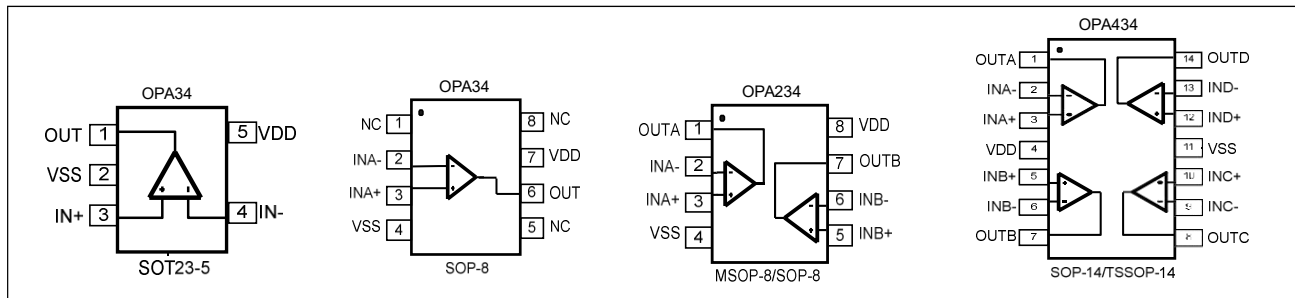 OPA34
OUT 1 5 VDD
VSS 2
IN+ 3 4 IN-
SOT23-5
OPA34
NC 1 8 NC
INA- 2 7 VDD
INA+ 3 6 OUT
VSS 4 5 NC
SOP-8
OPA234
OUTA 1 8 VDD
INA- 2 7 OUTB
INA+ 3 6 INB-
VSS 4 5 INB+
MSOP-8/SOP-8
OPA434
OUTA 1 14 OUTD
INA- 2 13 IND-
INA+ 3 12 IND+
VDD 4 11 VSS
INB+ 5 10 INC+
INB- 6 9 INC-
OUTB 7 8 OUTC
SOP-14/TSSOP-14